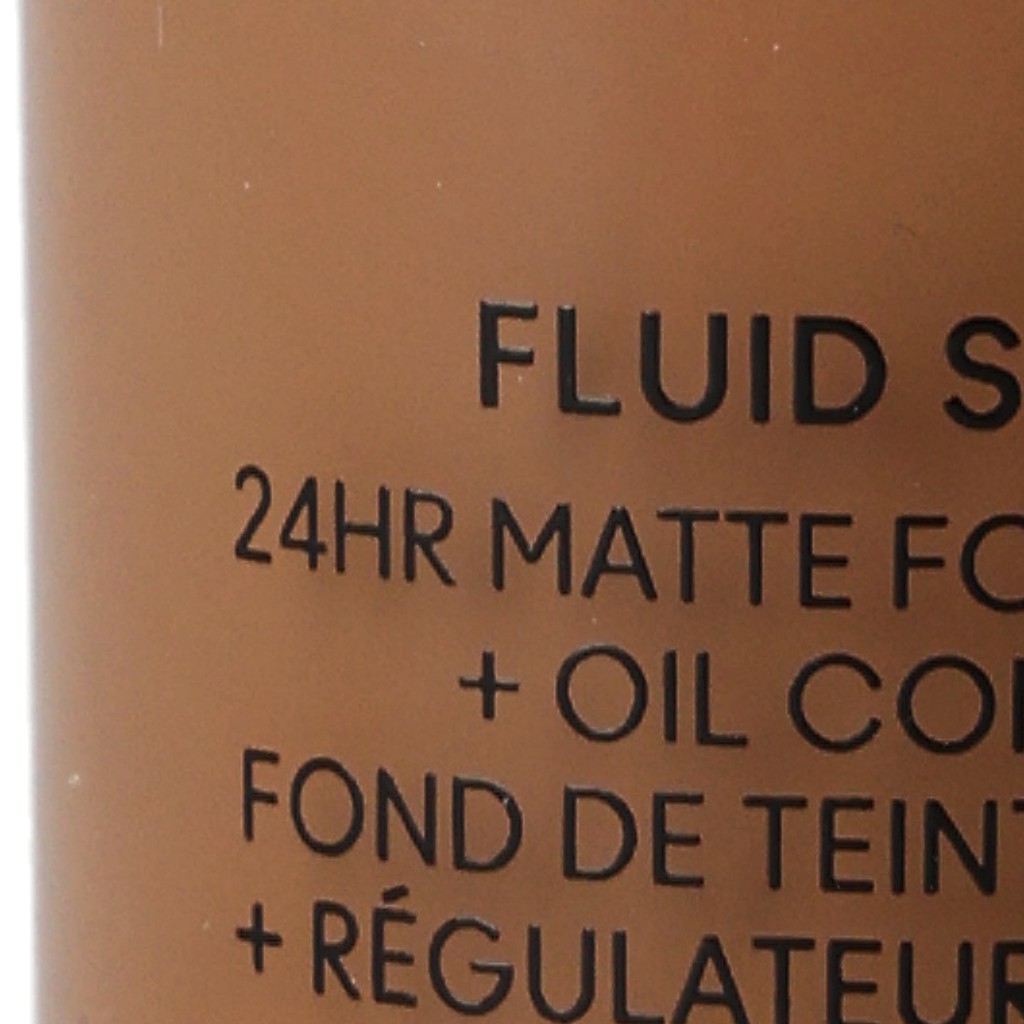 FLUID S
24HR MATTE FO
+ OIL CO
FOND DE TEINT
+ RÉGULATEUR